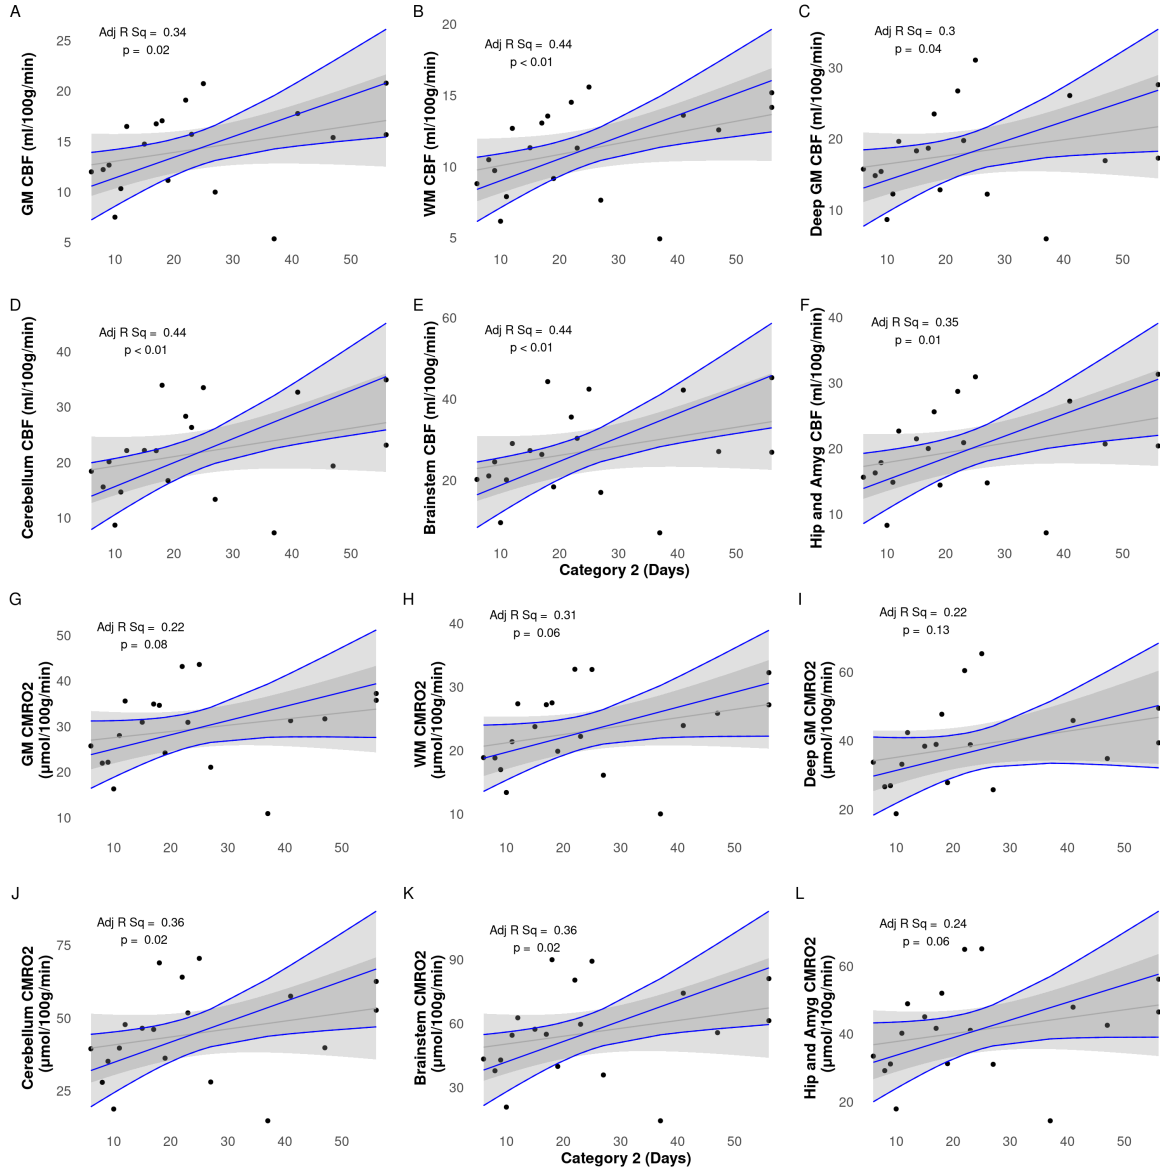 A
Adj R Sq = 0.34
p = 0.02
GM CBF (ml/100g/min)
25
20
15
10
5
10 20 30 40 50
B
Adj R Sq = 0.44
p < 0.01
WM CBF (ml/100g/min)
20
15
10
5
10 20 30 40 50
C
Adj R Sq = 0.3
p = 0.04
Deep GM CBF (ml/100g/min)
30
20
10
10 20 30 40 50
D
Adj R Sq = 0.44
p < 0.01
Cerebellum CBF (ml/100g/min)
40
30
20
10
10 20 30 40 50
E
Adj R Sq = 0.44
p < 0.01
Brainstem CBF (ml/100g/min)
60
40
20
10 20 30 40 50
Category 2 (Days)
F
Adj R Sq = 0.35
p = 0.01
Hip and Amyg CBF (ml/100g/min)
40
30
20
10
10 20 30 40 50
G
Adj R Sq = 0.22
p = 0.08
GM CMRO2
(µmol/100g/min)
50
40
30
20
10
10 20 30 40 50
H
Adj R Sq = 0.31
p = 0.06
WM CMRO2
(µmol/100g/min)
40
30
20
10
10 20 30 40 50
I
Adj R Sq = 0.22
p = 0.13
Deep GM CMRO2
(µmol/100g/min)
60
40
20
10 20 30 40 50
J
Adj R Sq = 0.36
p = 0.02
Cerebellum CMRO2
(µmol/100g/min)
75
50
25
10 20 30 40 50
K
Adj R Sq = 0.36
p = 0.02
Brainstem CMRO2
(µmol/100g/min)
90
60
30
10 20 30 40 50
Category 2 (Days)
L
Adj R Sq = 0.24
p = 0.06
Hip and Amyg CMRO2
(µmol/100g/min)
60
40
20
10 20 30 40 50